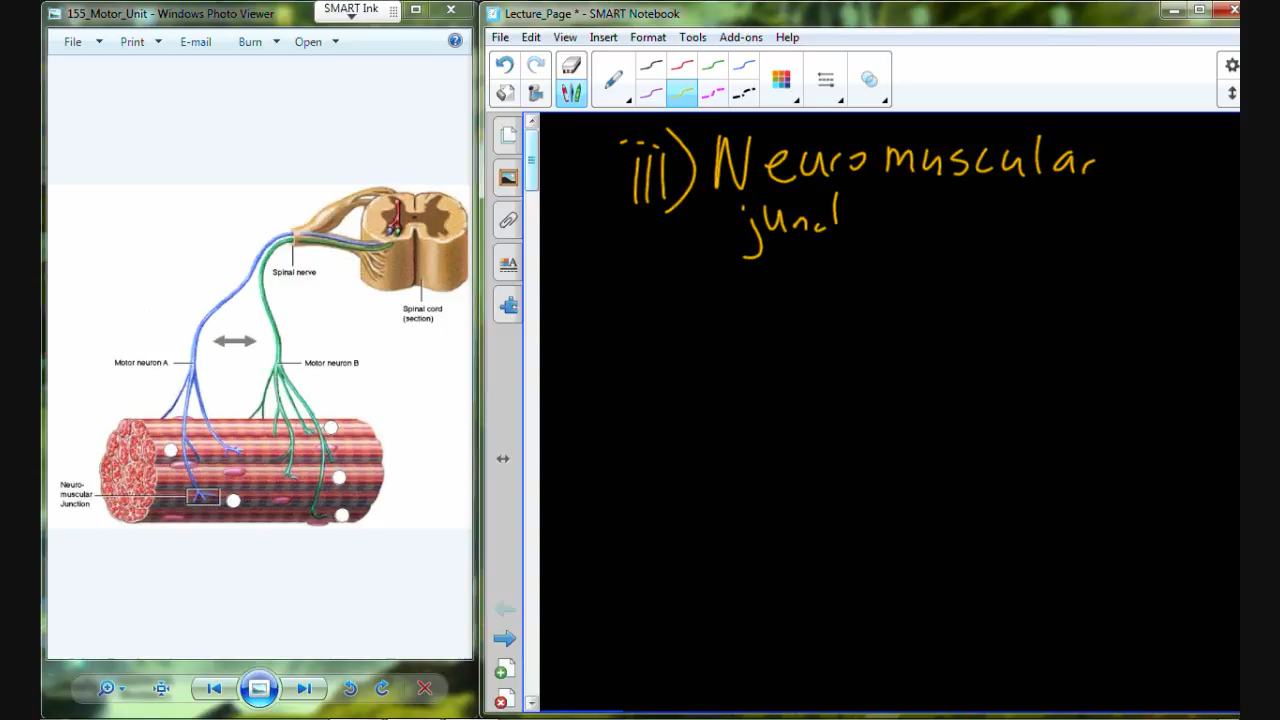 155_Motor_Unit - Windows Photo Viewer
SMART Ink
File Print E-mail Burn Open
Spinal nerve
Spinal cord
(section)
Motor neuron A
Motor neuron B
Neuro-
muscular
Junction
Lecture_Page * - SMART Notebook
File Edit View Insert Format Tools Add-ons Help
iii) Neuromuscular